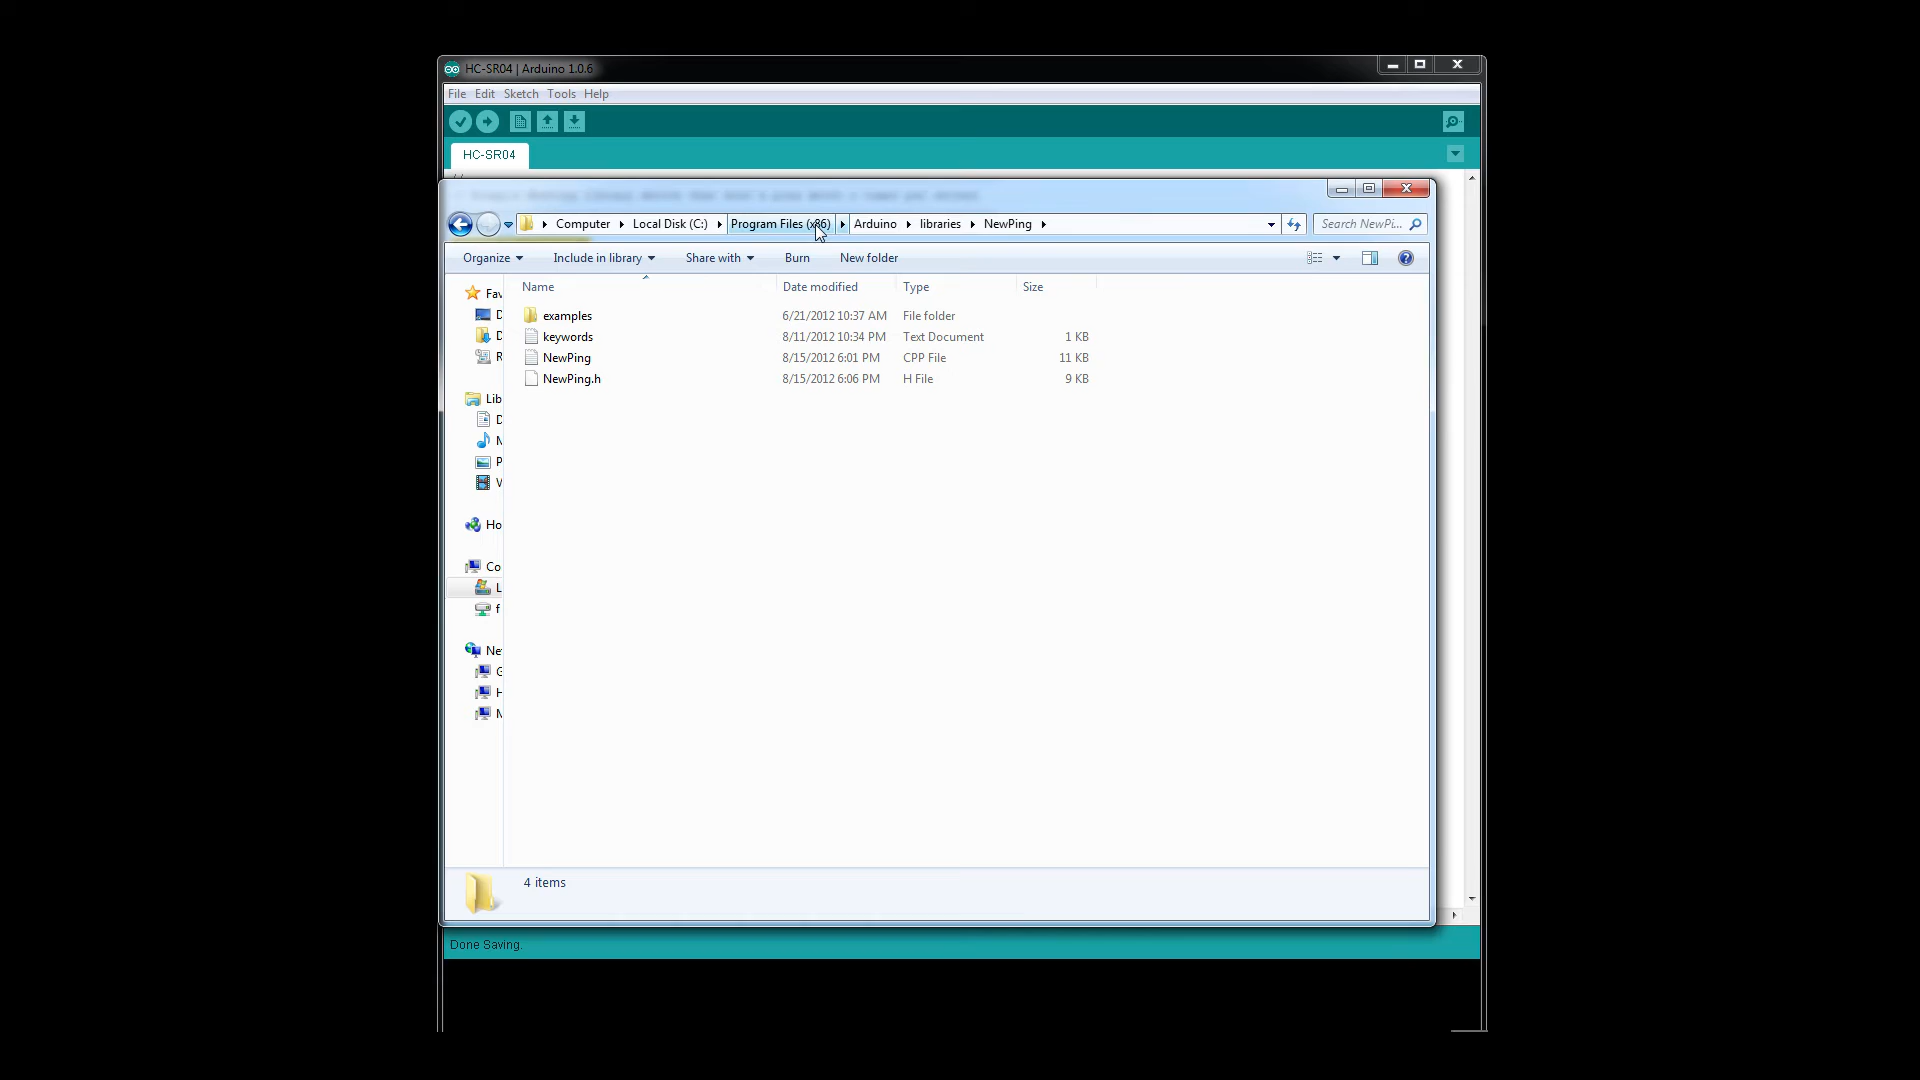 HC-SR04 | Arduino 1.0.6
File Edit Sketch Tools Help
HC-SR04
Computer Local Disk (C:) Program Files (x86) Arduino libraries NewPing
Search NewPi...
Organize Include in library Share with Burn New folder
Name Date modified Type Size
examples 6/21/2012 10:37 AM File folder
keywords 8/11/2012 10:34 PM Text Document 1 KB
NewPing 8/15/2012 6:01 PM CPP File 11 KB
NewPing.h 8/15/2012 6:06 PM H File 9 KB
Fav
D
D
R
Lib
D
M
P
V
Ho
Co
L
f
Ne
G
H
M
4 items
Done Saving.